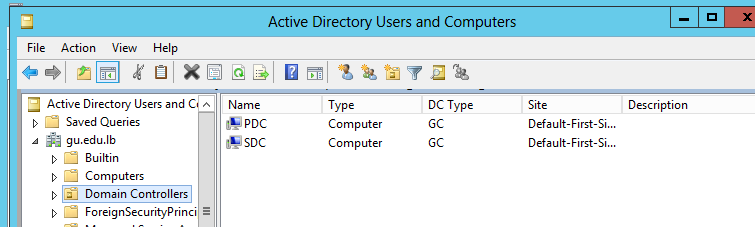 Active Directory Users and Computers
File Action View Help
Active Directory Users and Co
Saved Queries
gu.edu.lb
Builtin
Computers
Domain Controllers
ForeignSecurityPrinci
Name Type DC Type Site Description
PDC Computer GC Default-First-Si...
SDC Computer GC Default-First-Si...